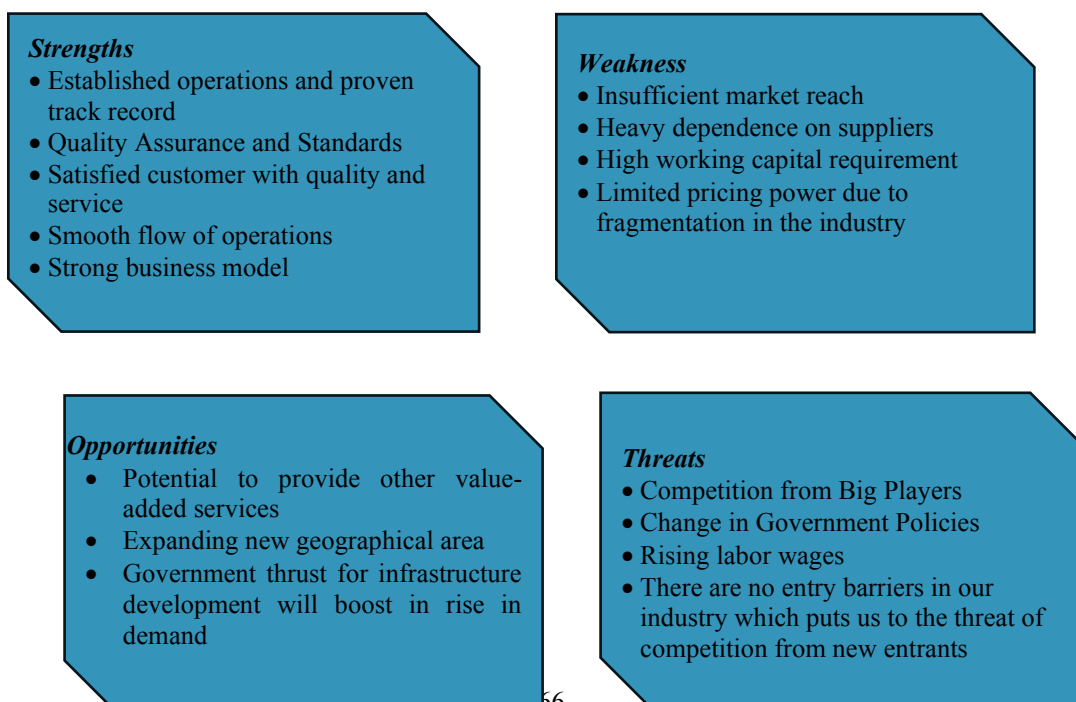 Strengths
• Established operations and proven
track record
• Quality Assurance and Standards
• Satisfied customer with quality and
service
• Smooth flow of operations
• Strong business model
Weakness
• Insufficient market reach
• Heavy dependence on suppliers
• High working capital requirement
• Limited pricing power due to
fragmentation in the industry
Opportunities
• Potential to provide other value-
added services
• Expanding new geographical area
• Government thrust for infrastructure
development will boost in rise in
demand
Threats
• Competition from Big Players
• Change in Government Policies
• Rising labor wages
• There are no entry barriers in our
industry which puts us to the threat of
competition from new entrants